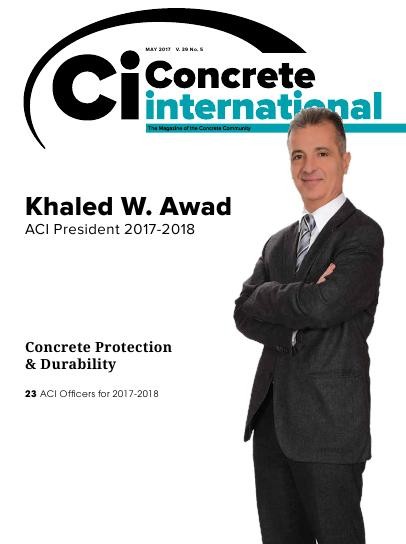 MAY 2017 V. 39 No. 5
Ci Concrete
international
The Magazine of the Concrete Community
Khaled W. Awad
ACI President 2017-2018
Concrete Protection
& Durability
23 ACI Officers for 2017-2018